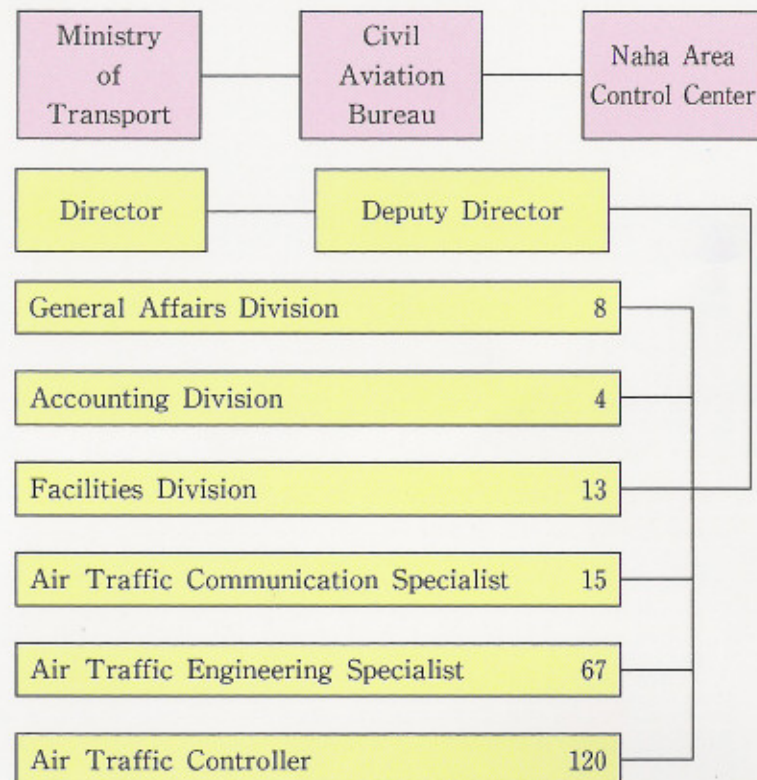 Ministry
of
Transport
Civil
Aviation
Bureau
Naha Area
Control Center
Director
Deputy Director
General Affairs Division 8
Accounting Division 4
Facilities Division 13
Air Traffic Communication Specialist 15
Air Traffic Engineering Specialist 67
Air Traffic Controller 120